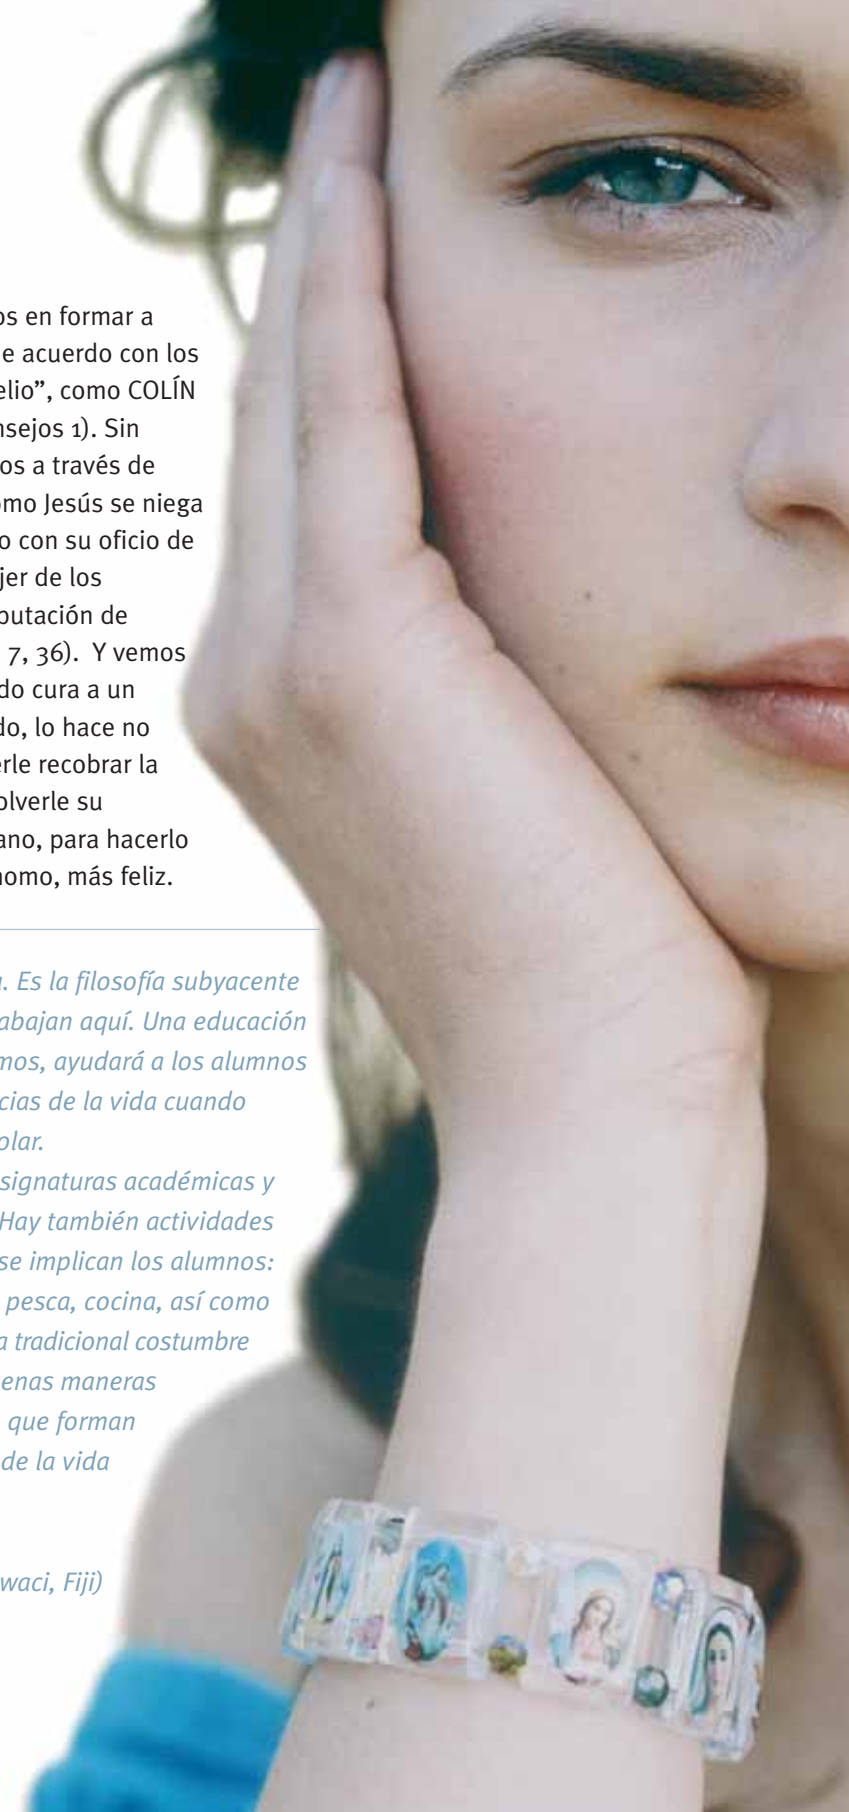 os en formar a
e acuerdo con los
elio”, como COLÍN
nsejos 1). Sin
os a través de
omo Jesús se niega
o con su oficio de
jer de los
putación de
7, 36). Y vemos
do cura a un
do, lo hace no
erle recobrar la
olverle su
ano, para hacerlo
nomo, más feliz.
. Es la filosofía subyacente
abajan aquí. Una educación
mos, ayudará a los alumnos
cias de la vida cuando
olar.
signaturas académicas y
Hay también actividades
se implican los alumnos:
pesca, cocina, así como
a tradicional costumbre
enas maneras
que forman
de la vida
waci, Fiji)